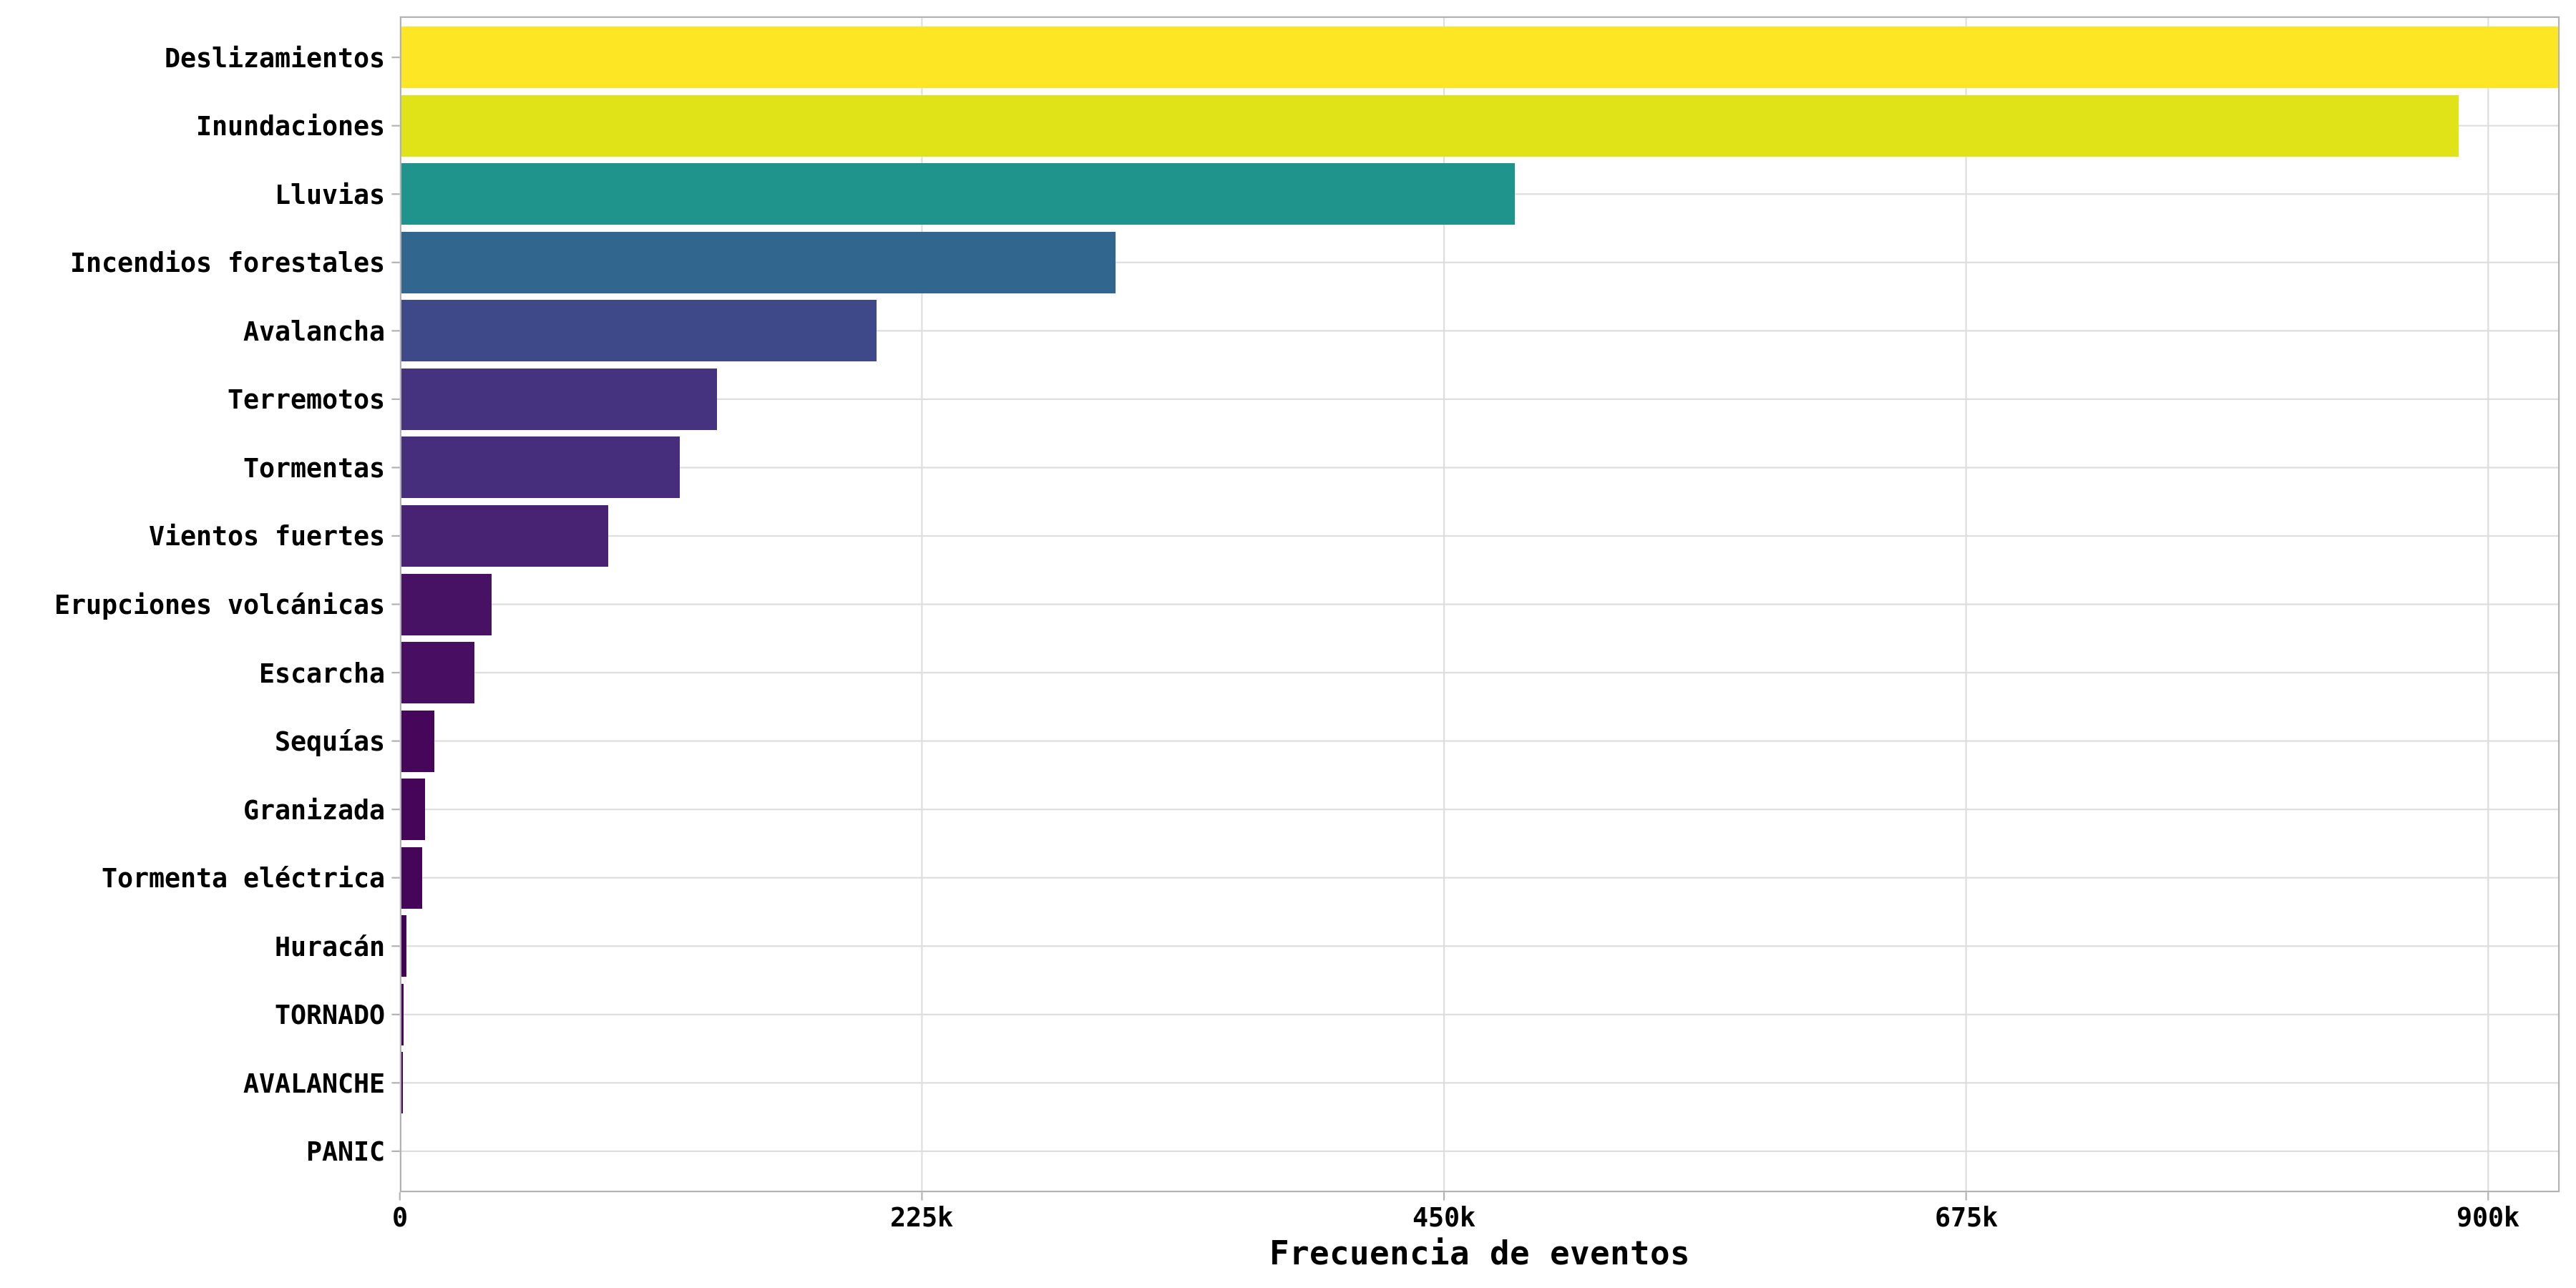 Deslizamientos
Inundaciones
Lluvias
Incendios forestales
Avalancha
Terremotos
Tormentas
Vientos fuertes
Erupciones volcánicas
Escarcha
Sequías
Granizada
Tormenta eléctrica
Huracán
TORNADO
AVALANCHE
PANIC
0 225k 450k 675k 900k
Frecuencia de eventos